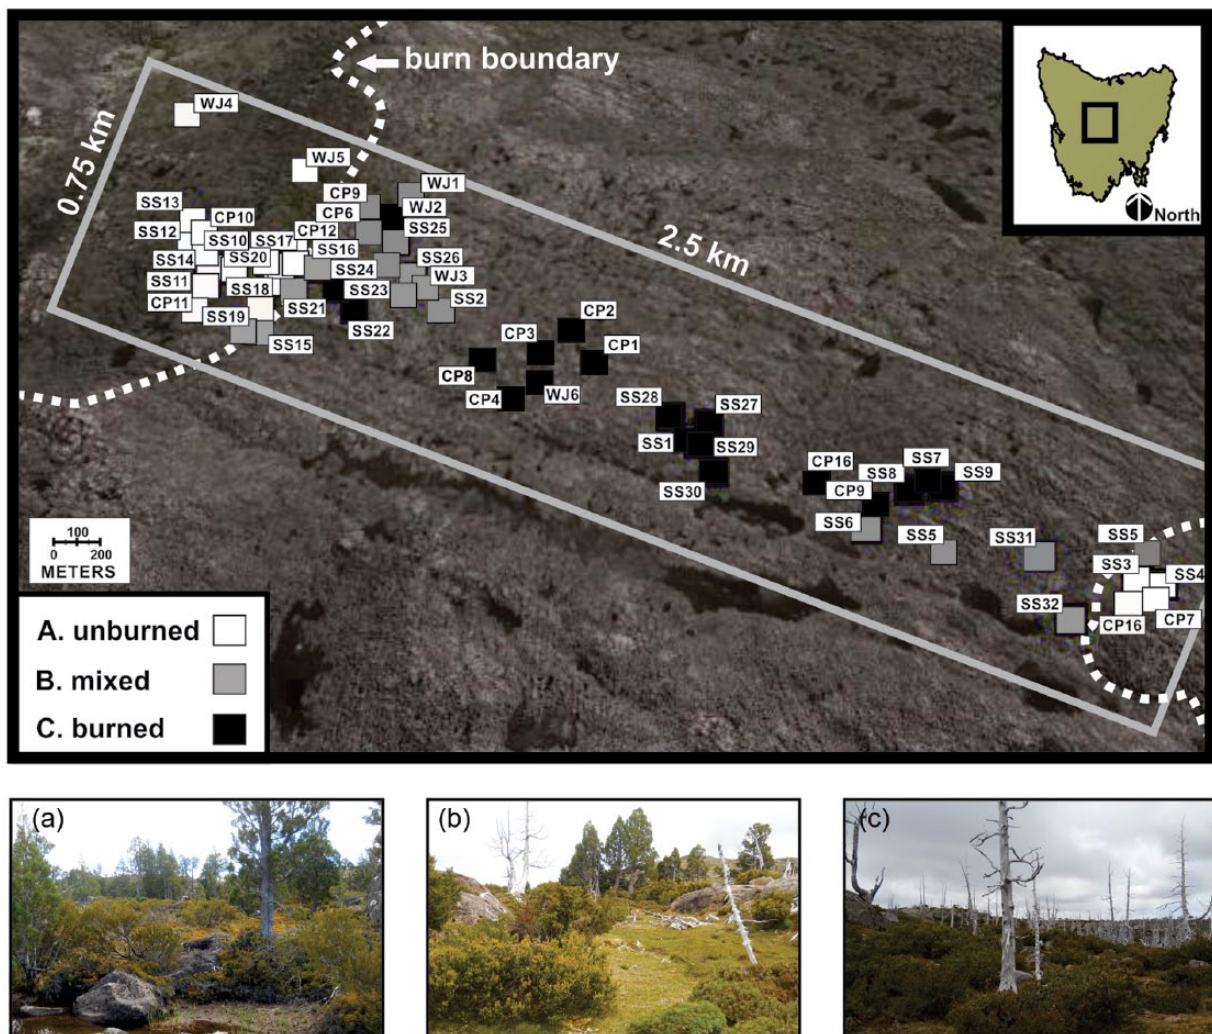 burn boundary
North
0.75 km
2.5 km
WJ4
WJ5
WJ1
CP9
WJ2
SS13
CP10
CP6
SS12
CP12
SS25
SS10
SS17
SS16
SS14
SS20
SS24
SS26
SS11
SS18
SS23
WJ3
CP11
SS21
SS2
SS19
SS22
SS15
CP2
CP3
CP1
CP8
CP4
WJ6
SS28
SS27
SS1
SS29
SS30
CP16
SS8
SS7
SS9
CP9
SS6
SS5
SS31
SS5
SS3
SS4
SS32
CP16
CP7
100
0 200
METERS
A. unburned
B. mixed
C. burned
(a)
(b)
(c)